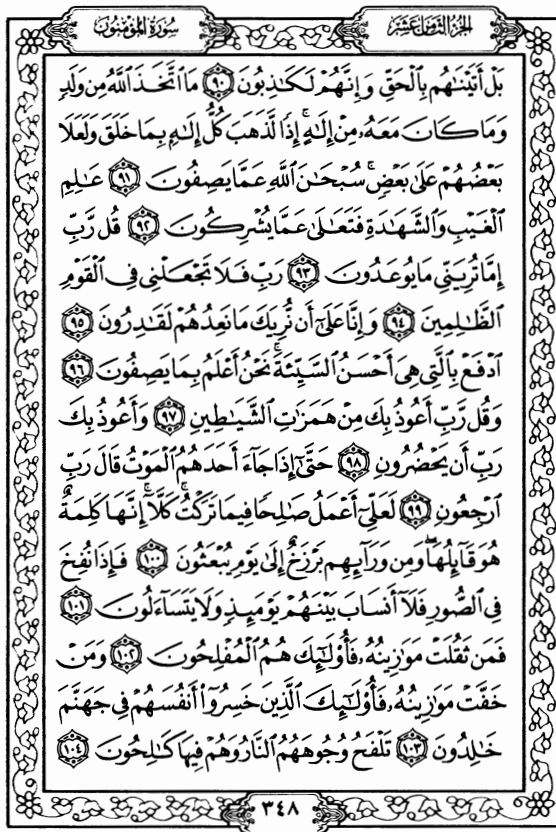 الجزء الثامن عشر
سورة المؤمنون
بَلْ أَتَيْنَٰهُم بِٱلْحَقِّ وَإِنَّهُمْ لَكَٰذِبُونَ ٩٠ مَا ٱتَّخَذَ ٱللَّهُ مِن وَلَدٍ
وَمَا كَانَ مَعَهُۥ مِنْ إِلَٰهٍ ۚ إِذًا لَّذَهَبَ كُلُّ إِلَٰهٍۭ بِمَا خَلَقَ وَلَعَلَا
بَعْضُهُمْ عَلَىٰ بَعْضٍ ۚ سُبْحَٰنَ ٱللَّهِ عَمَّا يَصِفُونَ ٩١ عَٰلِمِ
ٱلْغَيْبِ وَٱلشَّهَٰدَةِ فَتَعَٰلَىٰ عَمَّا يُشْرِكُونَ ٩٢ قُل رَّبِّ
إِمَّا تُرِيَنِّى مَا يُوعَدُونَ ٩٣ رَبِّ فَلَا تَجْعَلْنِى فِى ٱلْقَوْمِ
ٱلظَّٰلِمِينَ ٩٤ وَإِنَّا عَلَىٰٓ أَن نُّرِيَكَ مَا نَعِدُهُمْ لَقَٰدِرُونَ ٩٥
ٱدْفَعْ بِٱلَّتِى هِىَ أَحْسَنُ ٱلسَّيِّئَةَ ۚ نَحْنُ أَعْلَمُ بِمَا يَصِفُونَ ٩٦
وَقُل رَّبِّ أَعُوذُ بِكَ مِنْ هَمَزَٰتِ ٱلشَّيَٰطِينِ ٩٧ وَأَعُوذُ بِكَ
رَبِّ أَن يَحْضُرُونِ ٩٨ حَتَّىٰٓ إِذَا جَآءَ أَحَدَهُمُ ٱلْمَوْتُ قَالَ رَبِّ
ٱرْجِعُونِ ٩٩ لَعَلِّىٓ أَعْمَلُ صَٰلِحًا فِيمَا تَرَكْتُ ۚ كَلَّآ ۚ إِنَّهَا كَلِمَةٌ
هُوَ قَآئِلُهَا ۖ وَمِن وَرَآئِهِم بَرْزَخٌ إِلَىٰ يَوْمِ يُبْعَثُونَ ١٠٠ فَإِذَا نُفِخَ
فِى ٱلصُّورِ فَلَآ أَنسَابَ بَيْنَهُمْ يَوْمَئِذٍ وَلَا يَتَسَآءَلُونَ ١٠١
فَمَن ثَقُلَتْ مَوَٰزِينُهُۥ فَأُو۟لَٰٓئِكَ هُمُ ٱلْمُفْلِحُونَ ١٠٢ وَمَنْ
خَفَّتْ مَوَٰزِينُهُۥ فَأُو۟لَٰٓئِكَ ٱلَّذِينَ خَسِرُوٓا۟ أَنفُسَهُمْ فِى جَهَنَّمَ
خَٰلِدُونَ ١٠٣ تَلْفَحُ وُجُوهَهُمُ ٱلنَّارُ وَهُمْ فِيهَا كَٰلِحُونَ ١٠٤
٣٤٨